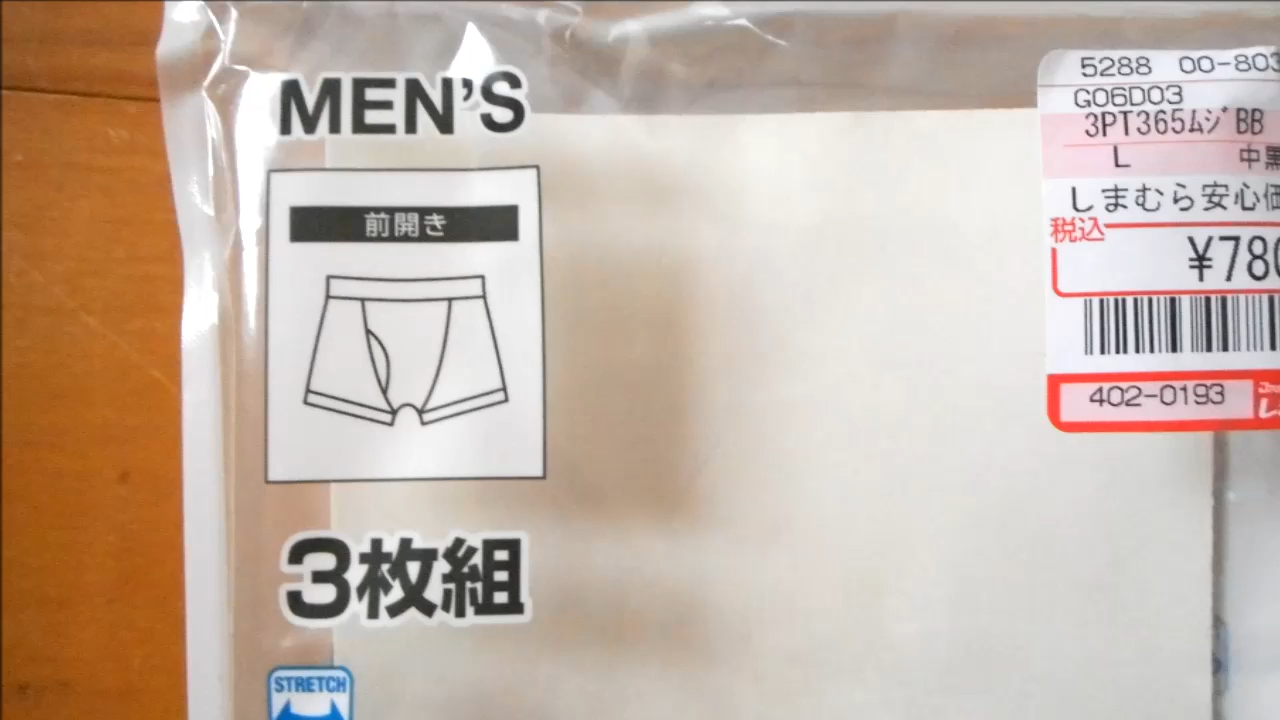 MEN'S
前開き
3枚組
STRETCH
5288 00-803
G06D03
3PT365ムジBB
L 中黒
しまむら安心価
税込
¥780
402-0193